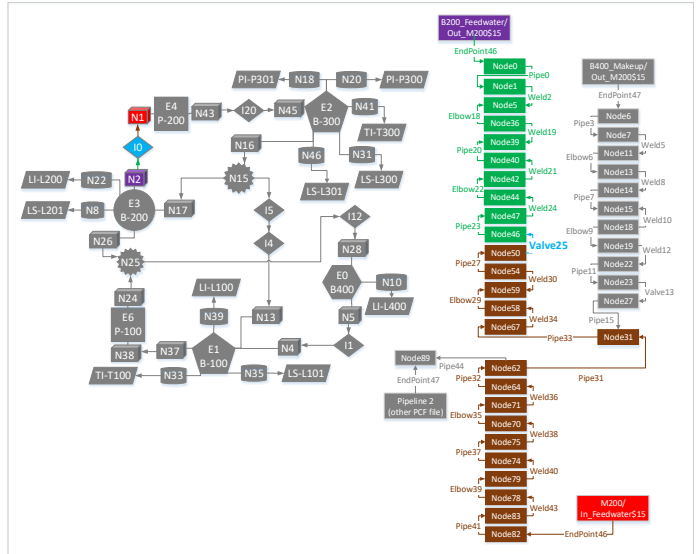 PI-P301
N18
N20
PI-P300
E4
P-200
N1
N43
I20
N45
E2
B-300
N41
TI-T300
I0
N16
N46
N31
LS-L301
LS-L300
LI-L200
N22
N2
N15
LS-L201
N8
E3
B-200
N17
I5
I12
N26
I4
N28
N25
E0
B400
N10
LI-L400
LI-L100
N24
N39
N13
N5
E6
P-100
N38
N37
E1
B-100
N4
I1
TI-T100
N33
N35
LS-L101
B200_Feedwater/
Out_M200$15
EndPoint46
Node0
Pipe0
Node1
Weld2
Node5
Elbow18
Node36
Weld19
Node39
Pipe20
Node40
Weld21
Node42
Elbow22
Node44
Weld24
Node47
Pipe23
Node46
Valve25
Node50
Pipe27
Node54
Weld30
Node59
Elbow29
Node58
Weld34
Node67
Pipe33
B400_Makeup/
Out_M200$15
EndPoint47
Node6
Pipe3
Node7
Weld5
Node11
Elbow6
Node13
Weld8
Node14
Pipe7
Node15
Weld10
Node18
Elbow9
Node19
Weld12
Node22
Pipe11
Node23
Valve13
Node27
Pipe15
Node31
Pipe31
Node89
Pipe44
EndPoint47
Pipeline 2
(other PCF file)
Node62
Pipe32
Node64
Weld36
Node71
Elbow35
Node70
Weld38
Node75
Pipe37
Node74
Weld40
Node79
Elbow39
Node78
Weld43
Node83
Pipe41
Node82
EndPoint46
M200/
In_Feedwater$15